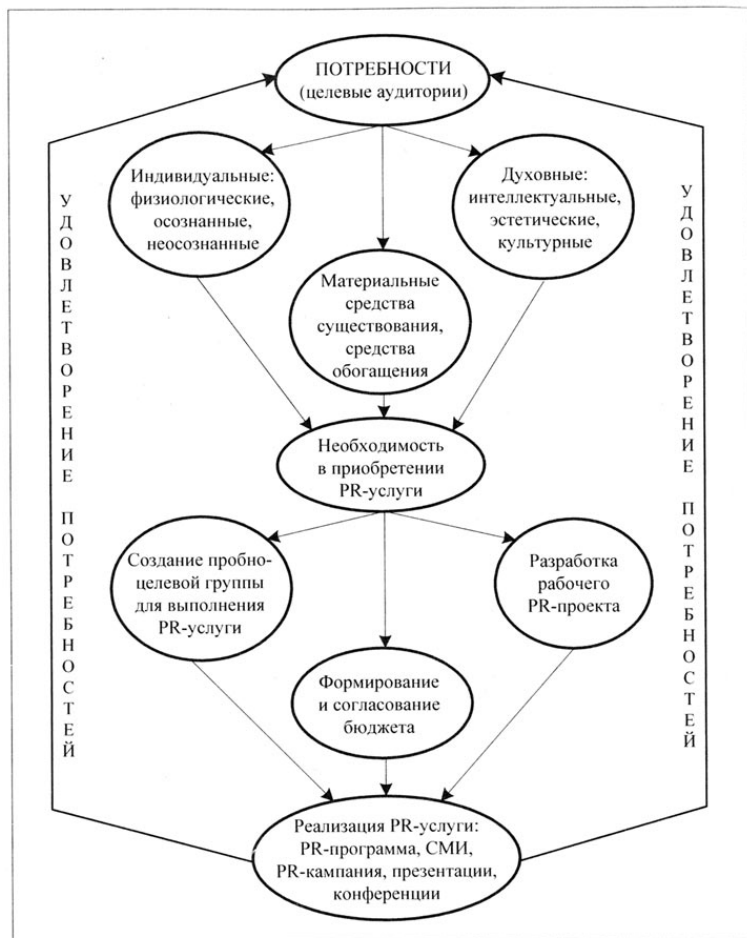 ПОТРЕБНОСТИ
(целевые аудитории)
Индивидуальные:
физиологические,
осознанные,
неосознанные
Духовные:
интеллектуальные,
эстетические,
культурные
Материальные
средства
существования,
средства
обогащения
Необходимость
в приобретении
PR-услуги
Создание пробно-
целевой группы
для выполнения
PR-услуги
Разработка
рабочего
PR-проекта
Формирование
и согласование
бюджета
Реализация PR-услуги:
PR-программа, СМИ,
PR-кампания, презентации,
конференции
УДОВЛЕТВОРЕНИЕ ПОТРЕБНОСТЕЙ
УДОВЛЕТВОРЕНИЕ ПОТРЕБНОСТЕЙ